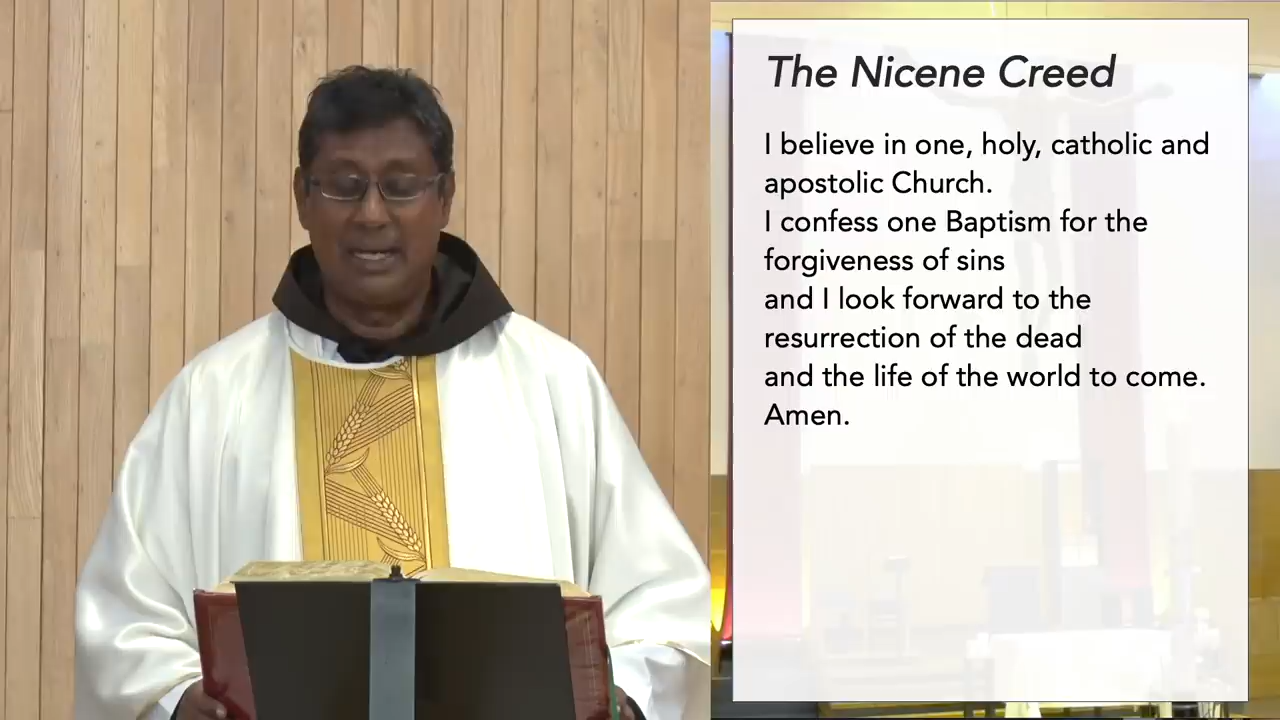 The Nicene Creed
I believe in one, holy, catholic and
apostolic Church.
I confess one Baptism for the
forgiveness of sins
and I look forward to the
resurrection of the dead
and the life of the world to come.
Amen.